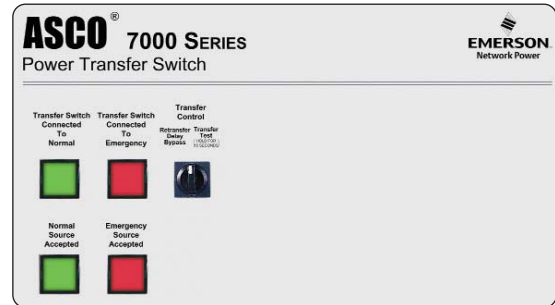 ASCO® 7000 SERIES
Power Transfer Switch
EMERSON
Network Power
Transfer Switch
Connected
To
Normal
Transfer Switch
Connected
To
Emergency
Transfer
Control
Retransfer
Delay
Bypass
Transfer
Test
Normal
Source
Accepted
Emergency
Source
Accepted